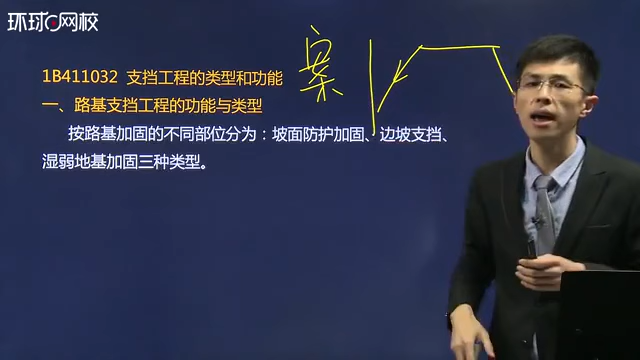 环球网校
1B411032 支挡工程的类型和功能
一、路基支挡工程的功能与类型
按路基加固的不同部位分为：坡面防护加固、边坡支挡、
湿弱地基加固三种类型。
案